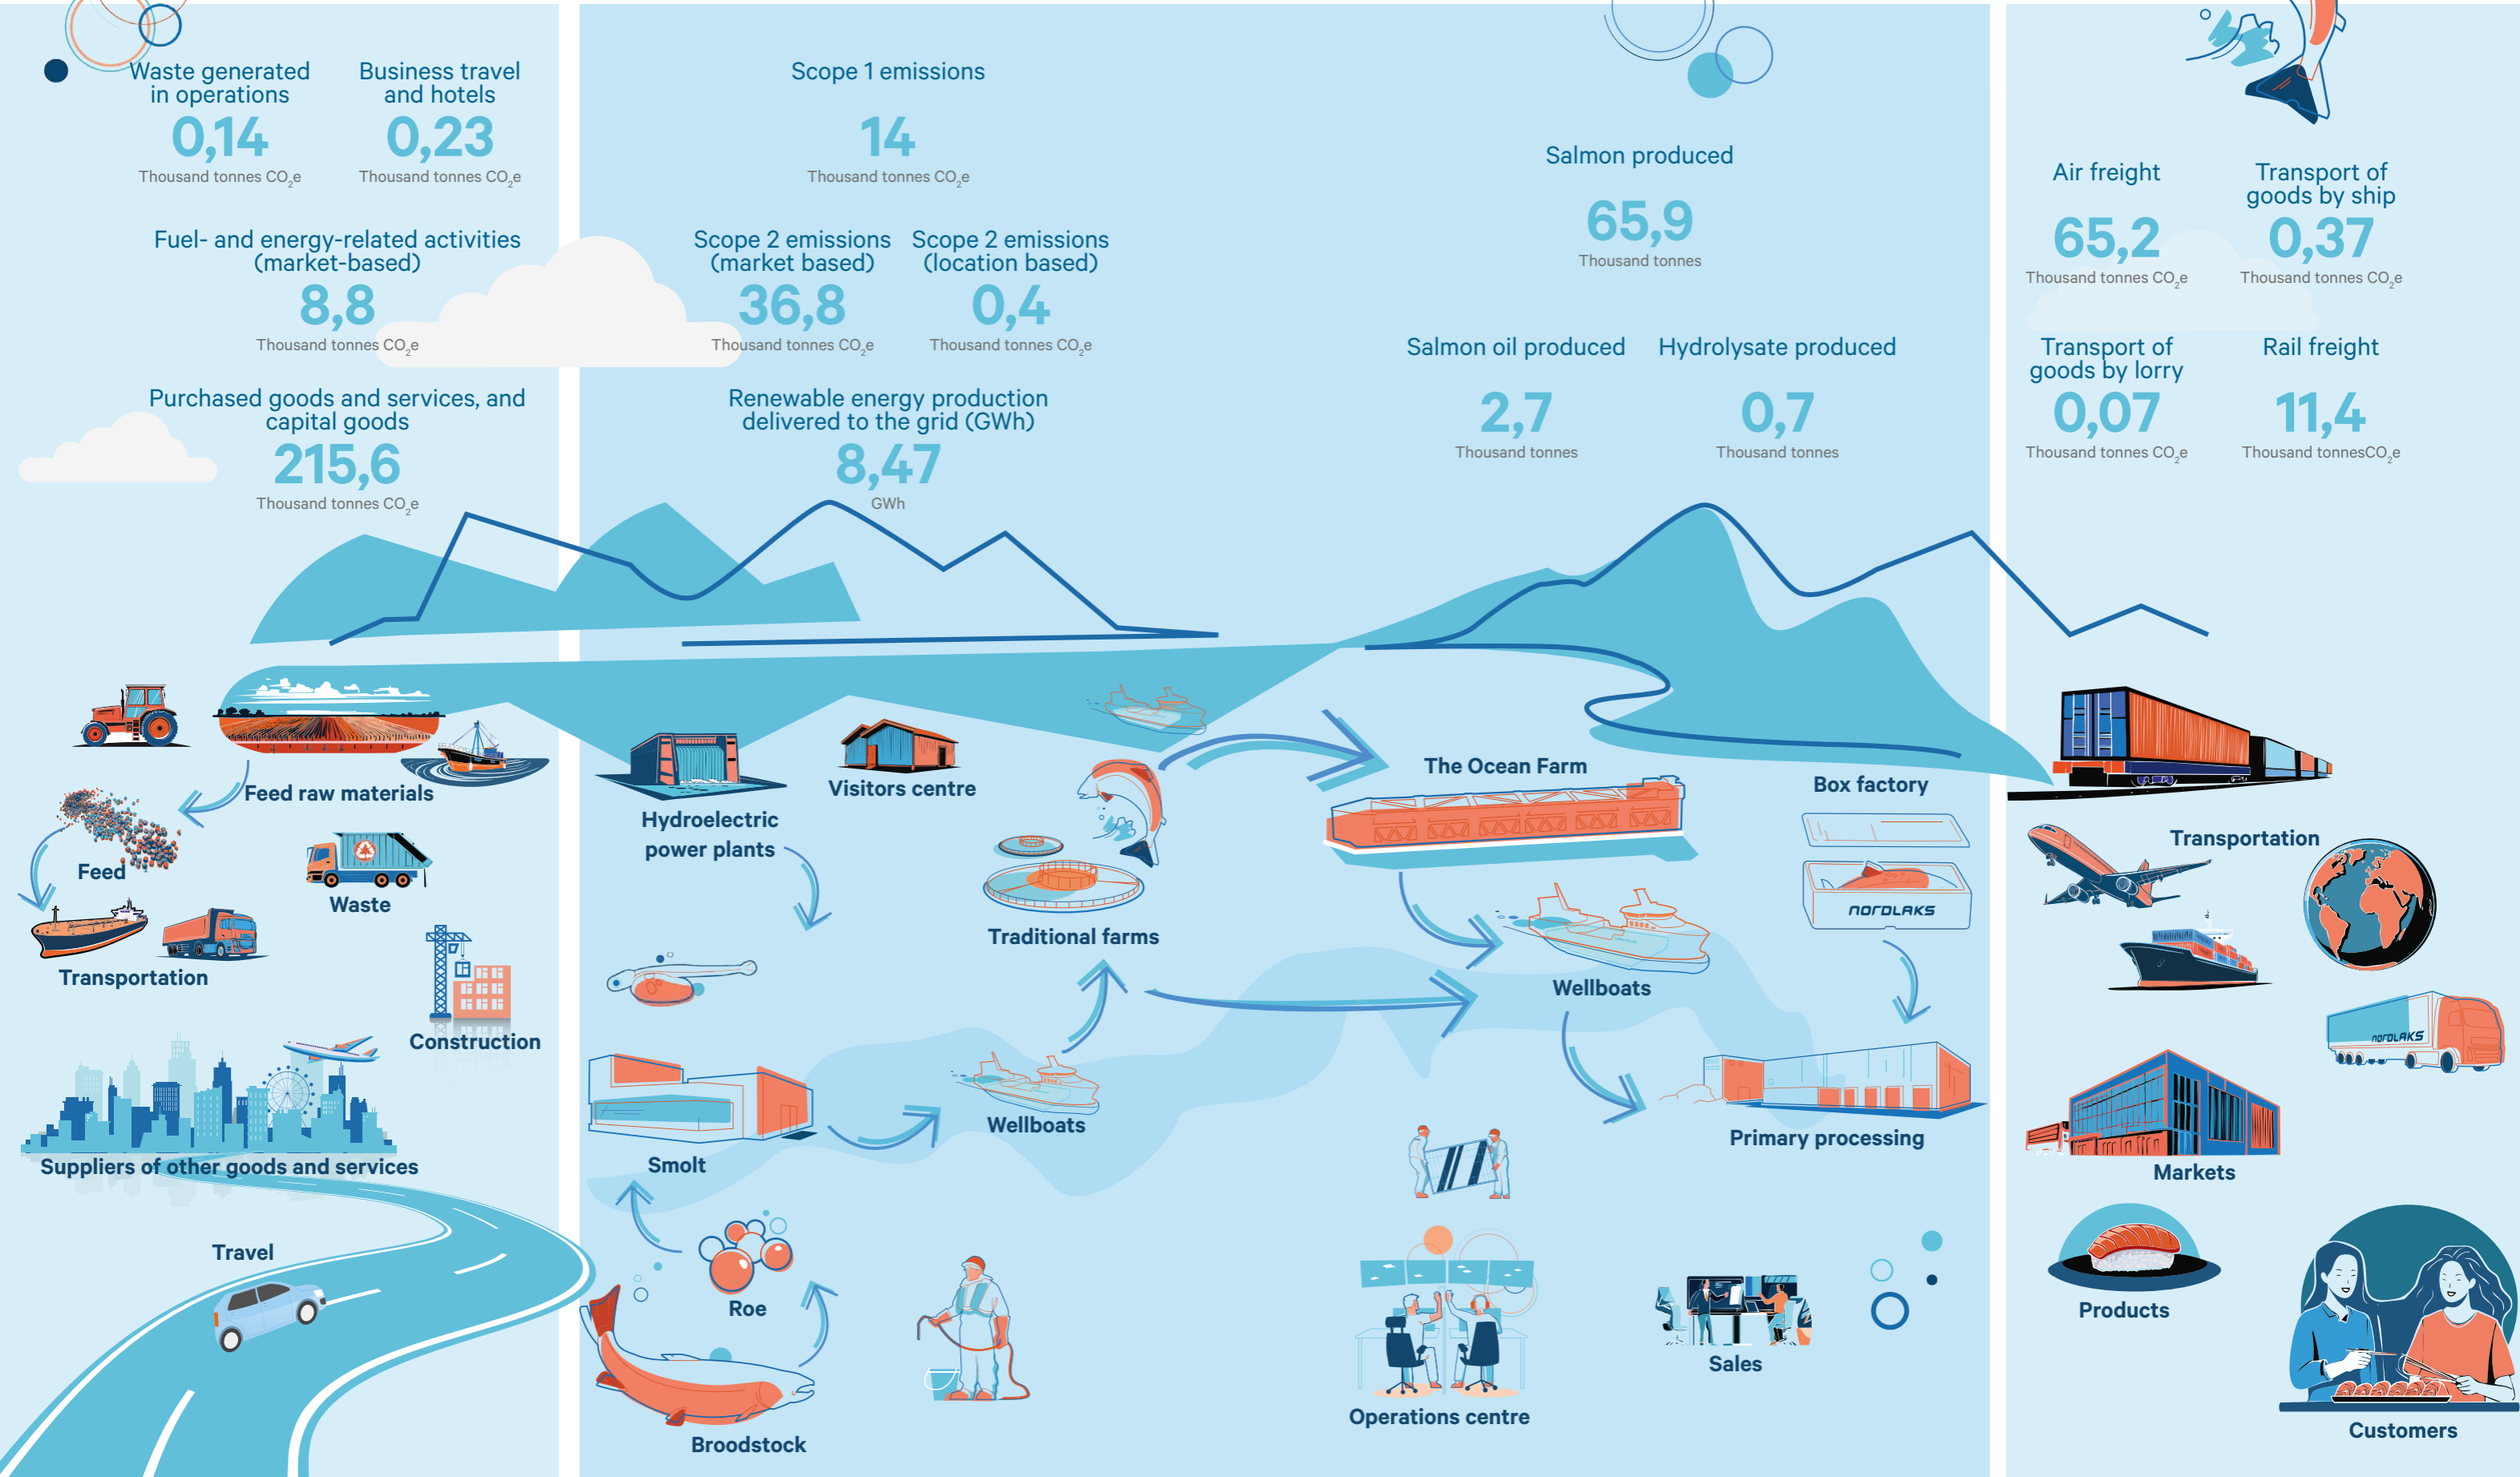 Waste generated
in operations
0,14
Thousand tonnes CO2e
Business travel
and hotels
0,23
Thousand tonnes CO2e
Fuel- and energy-related activities
(market-based)
8,8
Thousand tonnes CO2e
Purchased goods and services, and
capital goods
215,6
Thousand tonnes CO2e
Scope 1 emissions
14
Thousand tonnes CO2e
Scope 2 emissions
(market based)
36,8
Thousand tonnes CO2e
Scope 2 emissions
(location based)
0,4
Thousand tonnes CO2e
Renewable energy production
delivered to the grid (GWh)
8,47
GWh
Salmon produced
65,9
Thousand tonnes
Salmon oil produced
2,7
Thousand tonnes
Hydrolysate produced
0,7
Thousand tonnes
Air freight
65,2
Thousand tonnes CO2e
Transport of
goods by ship
0,37
Thousand tonnes CO2e
Transport of
goods by lorry
0,07
Thousand tonnes CO2e
Rail freight
11,4
Thousand tonnesCO2e
Feed raw materials
Feed
Waste
Transportation
Construction
Suppliers of other goods and services
Travel
Hydroelectric
power plants
Visitors centre
Traditional farms
Smolt
Wellboats
Roe
Broodstock
The Ocean Farm
Box factory
NORDLAKS
Wellboats
Primary processing
Operations centre
Sales
Transportation
NORDLAKS
Markets
Products
Customers